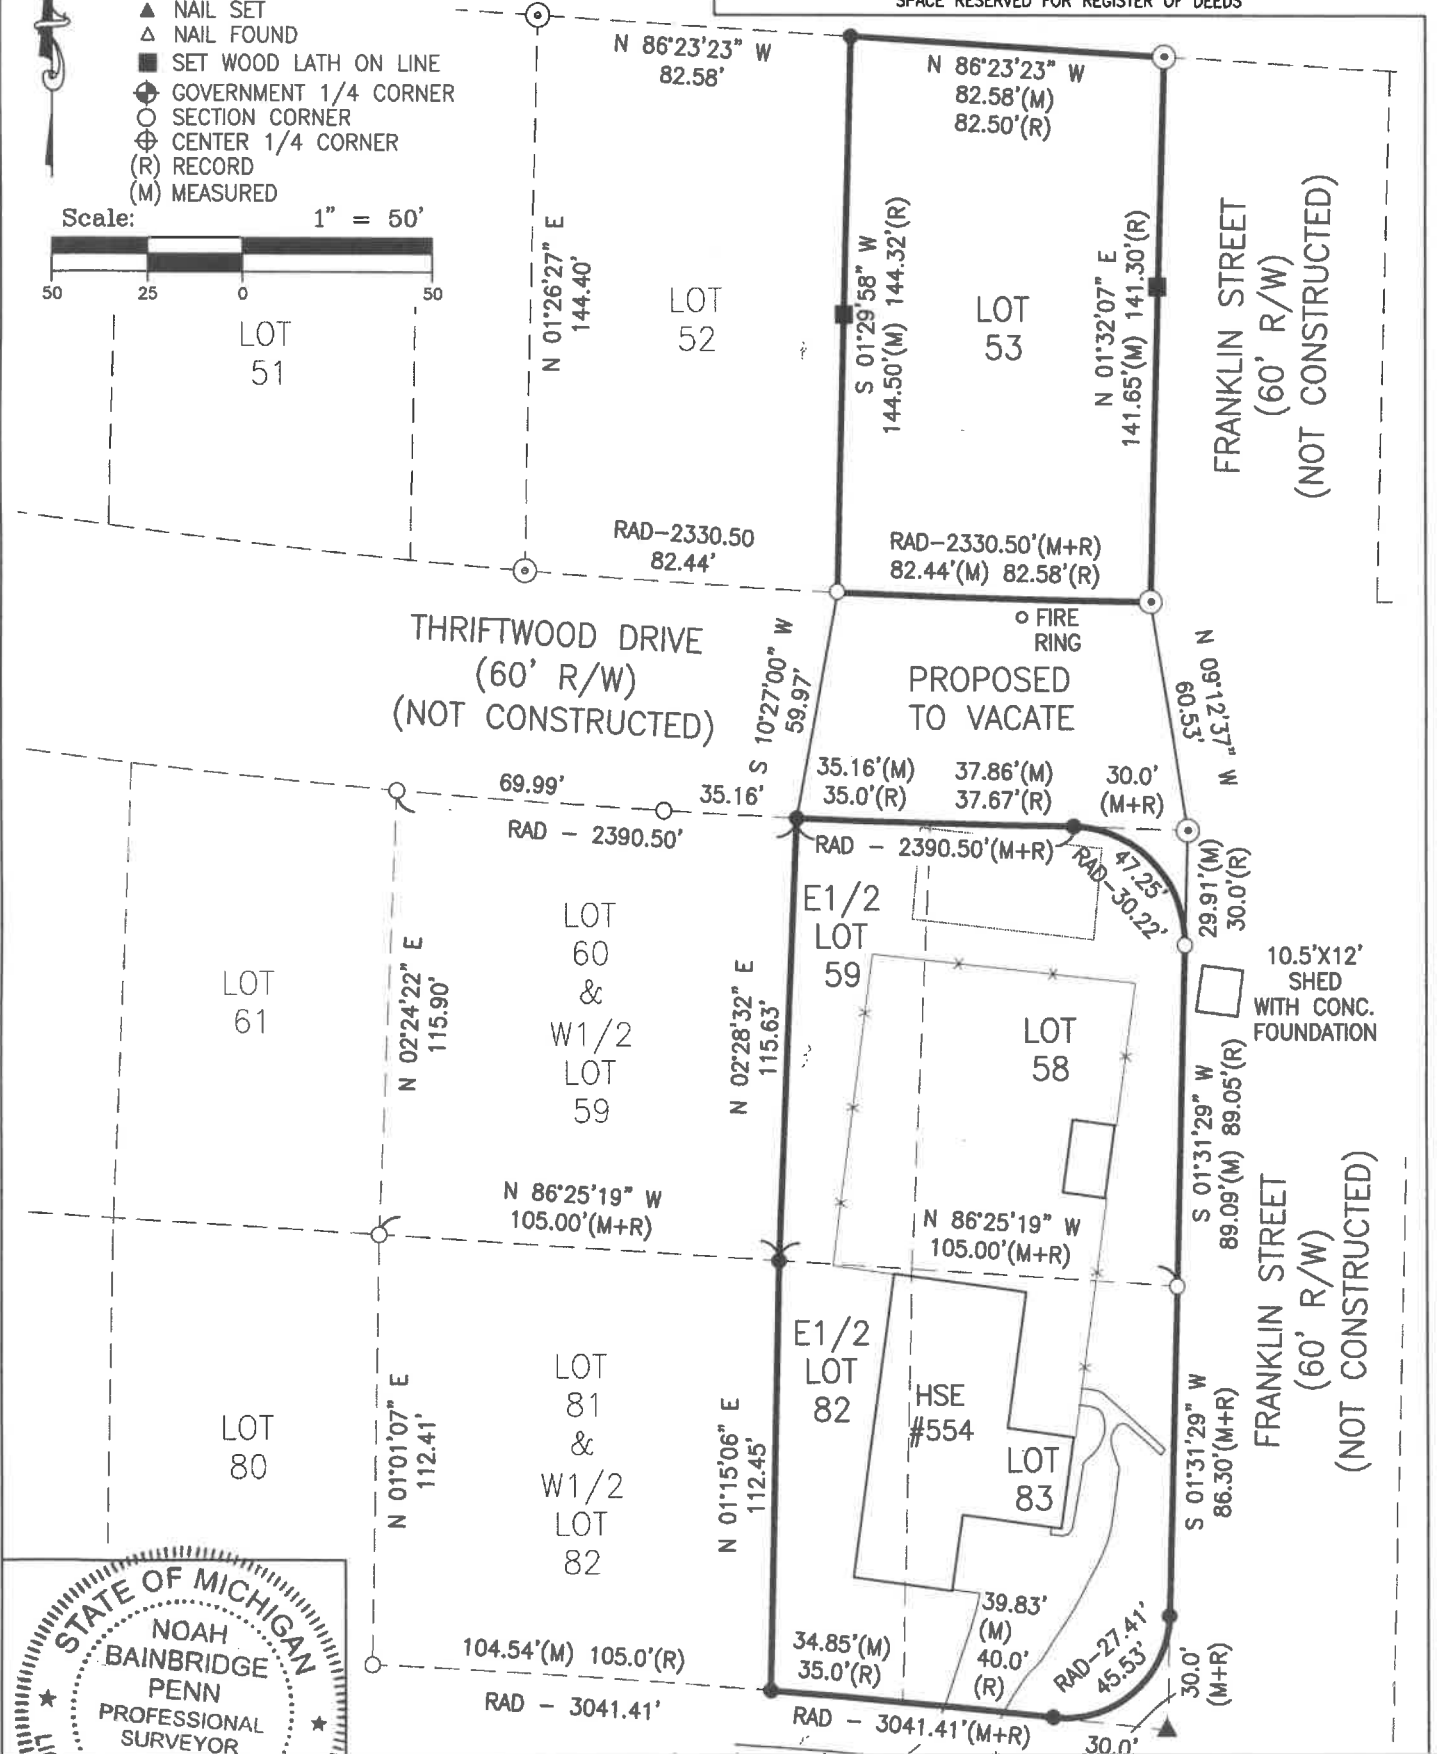 SPACE RESERVED FOR REGISTER OF DEEDS
▲ NAIL SET
△ NAIL FOUND
■ SET WOOD LATH ON LINE
GOVERNMENT 1/4 CORNER
SECTION CORNER
CENTER 1/4 CORNER
(R) RECORD
(M) MEASURED
Scale: 1" = 50'
50 25 0 50
N 86°23'23" W
82.58'
N 86°23'23" W
82.58'(M)
82.50'(R)
LOT
51
N 01°26'27" E
144.40'
LOT
52
S 01°29'58" W
144.50'(M) 144.32'(R)
LOT
53
N 01°32'07" E
141.65'(M) 141.30'(R)
FRANKLIN STREET
(60' R/W)
(NOT CONSTRUCTED)
RAD-2330.50
82.44'
RAD-2330.50'(M+R)
82.44'(M) 82.58'(R)
FIRE
RING
THRIFTWOOD DRIVE
(60' R/W)
(NOT CONSTRUCTED)
S 10°27'00" W
59.97'
PROPOSED
TO VACATE
N 09°12'37" W
60.53'
69.99'
35.16'
RAD - 2390.50'
35.16'(M)
35.0'(R)
37.86'(M)
37.67'(R)
30.0'
(M+R)
RAD - 2390.50'(M+R)
47.25'
RAD-30.22'
29.91'(M)
30.0'(R)
10.5'X12'
SHED
WITH CONC.
FOUNDATION
LOT
61
N 02°24'22" E
115.90'
LOT
60
&
W1/2
LOT
59
N 02°28'32" E
115.63'
E1/2
LOT
59
LOT
58
S 01°31'29" W
89.09'(M) 89.05'(R)
N 86°25'19" W
105.00'(M+R)
N 86°25'19" W
105.00'(M+R)
FRANKLIN STREET
(60' R/W)
(NOT CONSTRUCTED)
LOT
80
N 01°01'07" E
112.41'
LOT
81
&
W1/2
LOT
82
N 01°15'06" E
112.45'
E1/2
LOT
82
HSE
#554
LOT
83
S 01°31'29" W
86.30'(M+R)
104.54'(M) 105.0'(R)
RAD - 3041.41'
34.85'(M)
35.0'(R)
39.83'
(M)
40.0'
(R)
RAD-27.41'
45.53'
30.0'
(M+R)
RAD - 3041.41'(M+R)
30.0'
STATE OF MICHIGAN
NOAH
BAINBRIDGE
PENN
PROFESSIONAL
SURVEYOR